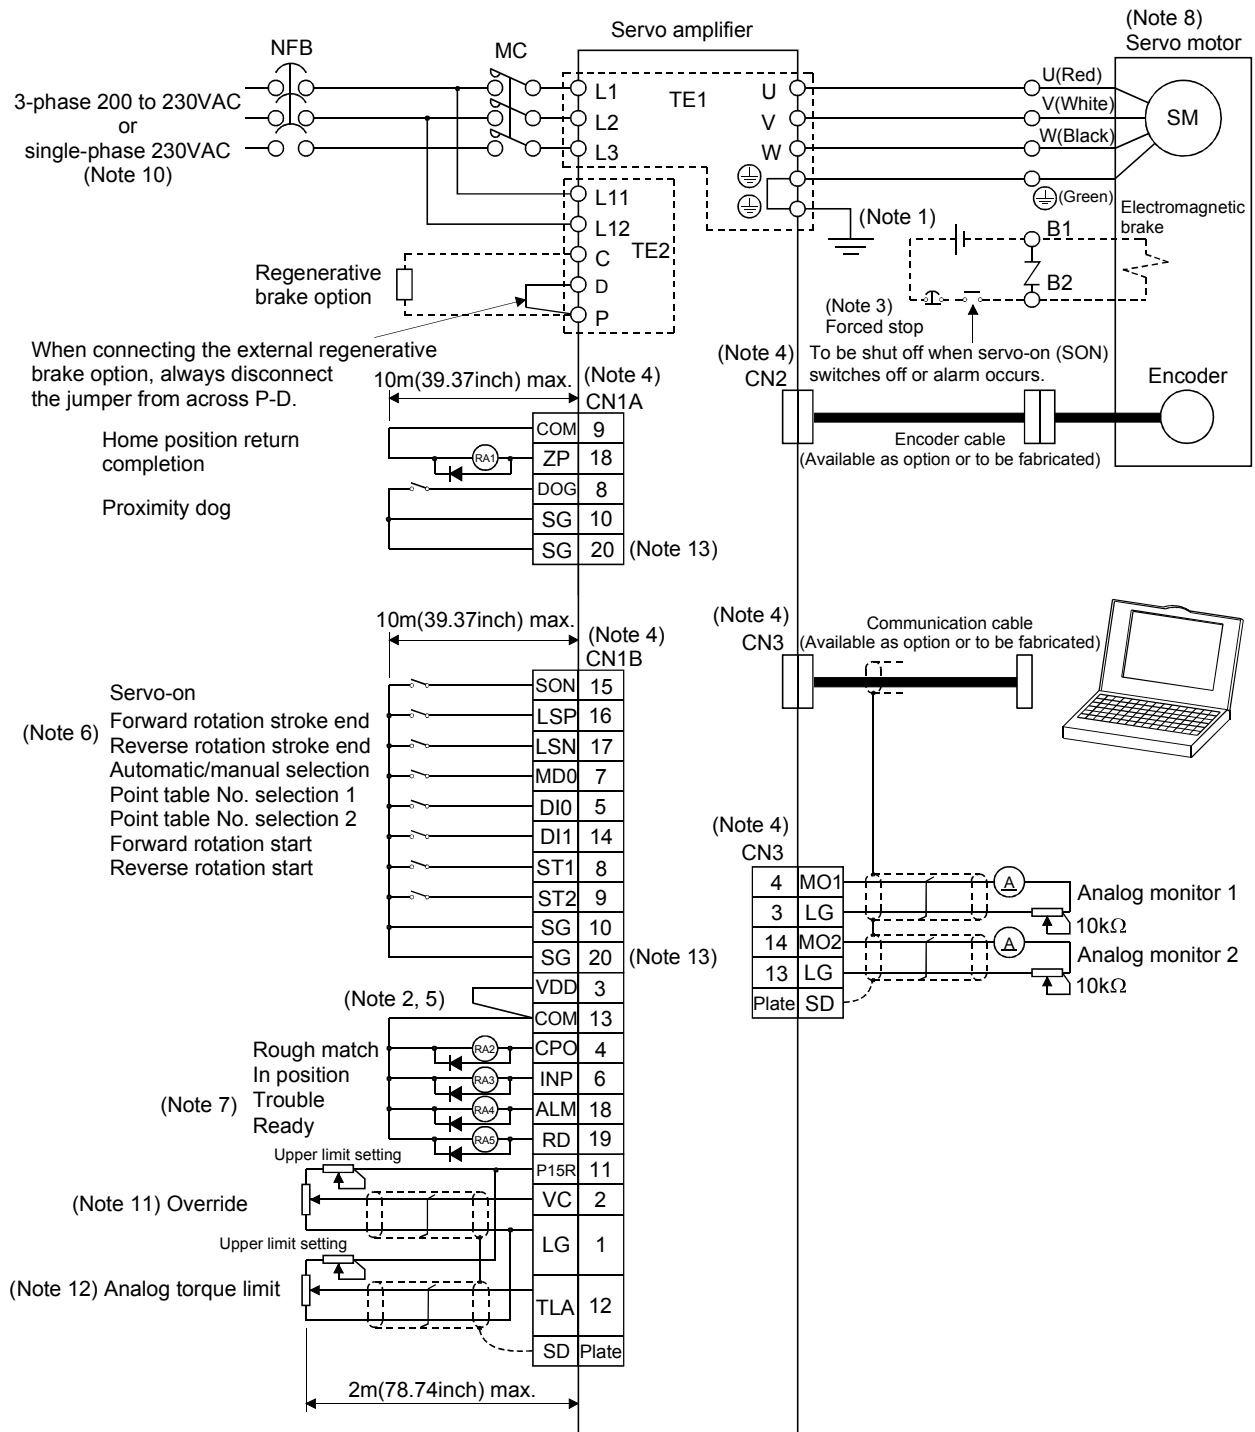 Servo amplifier
(Note 8)
Servo motor
NFB
MC
3-phase 200 to 230VAC
or
single-phase 230VAC
(Note 10)
L1
L2
L3
TE1
U
V
W
U(Red)
V(White)
W(Black)
(Green)
SM
L11
L12
C
D
P
TE2
Regenerative
brake option
When connecting the external regenerative
brake option, always disconnect
the jumper from across P-D.
(Note 1)
Electromagnetic
brake
B1
B2
(Note 3)
Forced stop
To be shut off when servo-on (SON)
switches off or alarm occurs.
(Note 4)
CN2
Encoder
Encoder cable
(Available as option or to be fabricated)
10m(39.37inch) max.
(Note 4)
CN1A
Home position return
completion
Proximity dog
COM 9
RA1 ZP 18
DOG 8
SG 10
SG 20 (Note 13)
10m(39.37inch) max.
(Note 4)
CN1B
(Note 6)
Servo-on
Forward rotation stroke end
Reverse rotation stroke end
Automatic/manual selection
Point table No. selection 1
Point table No. selection 2
Forward rotation start
Reverse rotation start
SON 15
LSP 16
LSN 17
MD0 7
DI0 5
DI1 14
ST1 8
ST2 9
SG 10
SG 20 (Note 13)
(Note 2, 5)
VDD 3
COM 13
(Note 7)
Rough match
In position
Trouble
Ready
RA2 CPO 4
RA3 INP 6
RA4 ALM 18
RA5 RD 19
Upper limit setting
P15R 11
(Note 11) Override
VC 2
Upper limit setting
LG 1
(Note 12) Analog torque limit
TLA 12
SD Plate
2m(78.74inch) max.
(Note 4)
CN3
Communication cable
(Available as option or to be fabricated)
(Note 4)
CN3
4 MO1
3 LG
14 MO2
13 LG
Plate SD
A
Analog monitor 1
10kΩ
A
Analog monitor 2
10kΩ